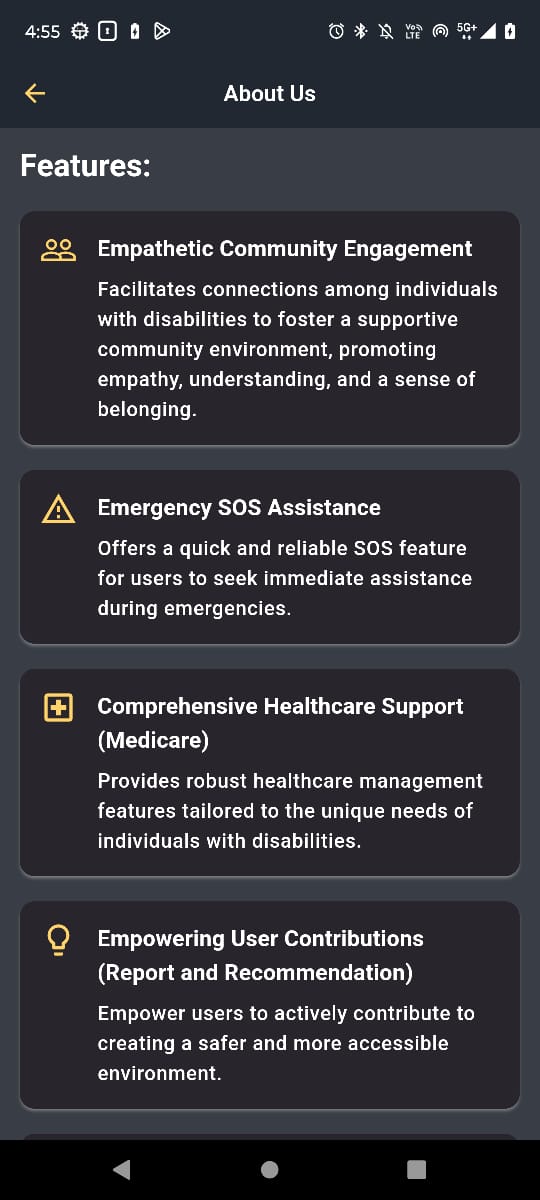 4:55
Vo LTE 5G+
About Us
Features:
Empathetic Community Engagement
Facilitates connections among individuals
with disabilities to foster a supportive
community environment, promoting
empathy, understanding, and a sense of
belonging.
Emergency SOS Assistance
Offers a quick and reliable SOS feature
for users to seek immediate assistance
during emergencies.
Comprehensive Healthcare Support
(Medicare)
Provides robust healthcare management
features tailored to the unique needs of
individuals with disabilities.
Empowering User Contributions
(Report and Recommendation)
Empower users to actively contribute to
creating a safer and more accessible
environment.